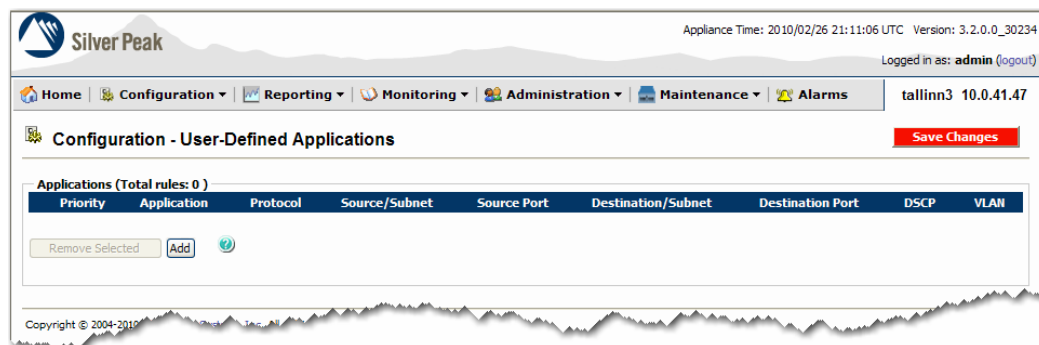 Silver Peak
Appliance Time: 2010/02/26 21:11:06 UTC Version: 3.2.0.0_30234
Logged in as: admin (logout)
Home Configuration Reporting Monitoring Administration Maintenance Alarms tallinn3 10.0.41.47
Configuration - User-Defined Applications
Save Changes
Applications (Total rules: 0 )
Priority Application Protocol Source/Subnet Source Port Destination/Subnet Destination Port DSCP VLAN
Remove Selected Add ?
Copyright © 2004-2010